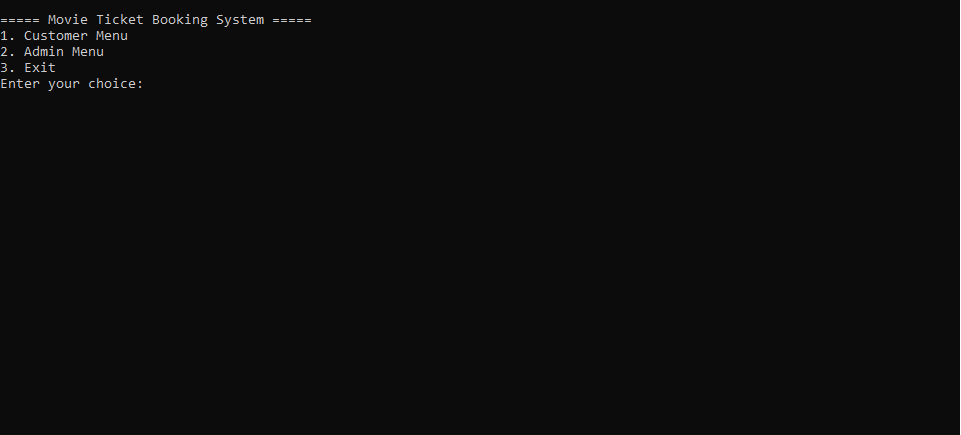 ===== Movie Ticket Booking System =====
1. Customer Menu
2. Admin Menu
3. Exit
Enter your choice: